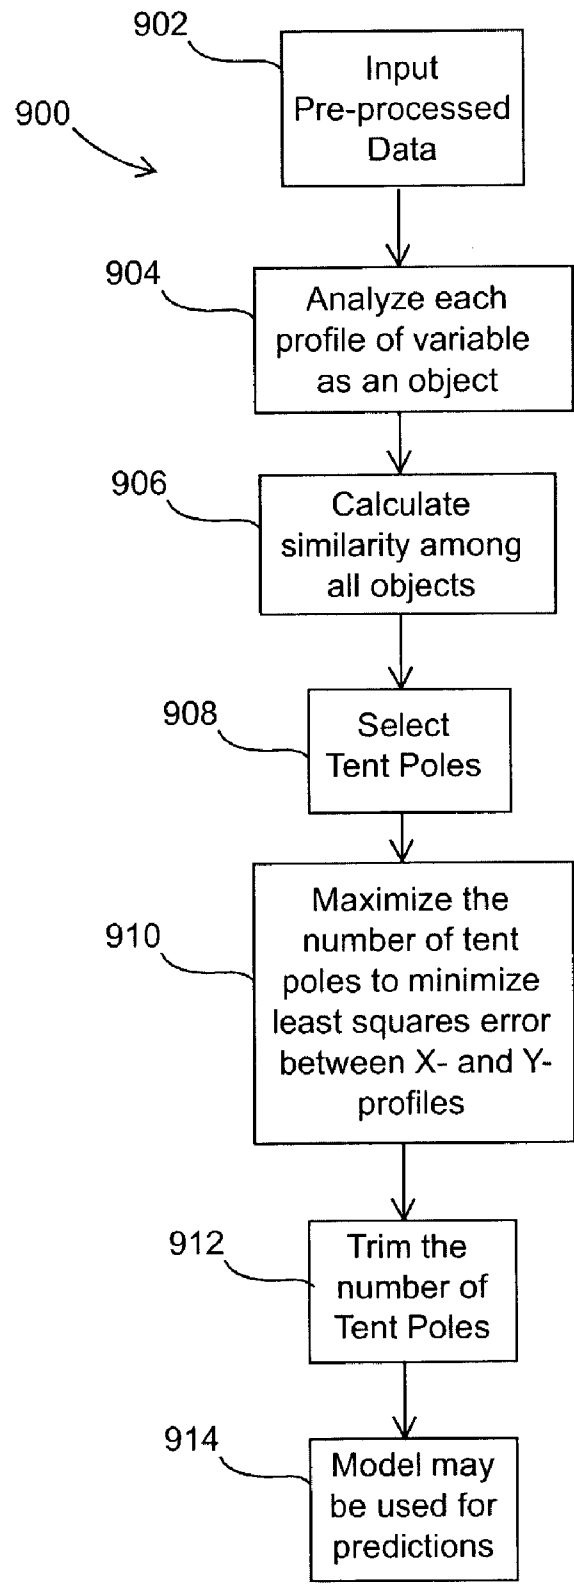 902
Input
Pre-processed
Data
900
904
Analyze each
profile of variable
as an object
906
Calculate
similarity among
all objects
908
Select
Tent Poles
910
Maximize the
number of tent
poles to minimize
least squares error
between X- and Y-
profiles
912
Trim the
number of
Tent Poles
914
Model may
be used for
predictions